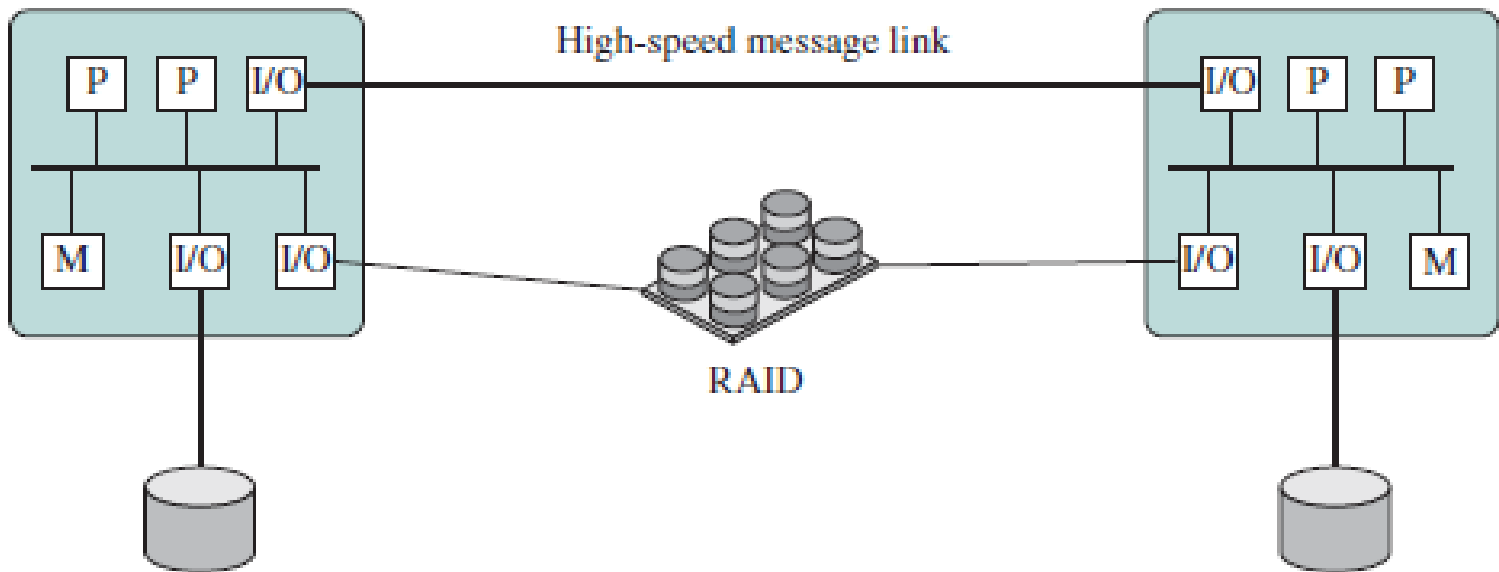 High-speed message link
P P I/O
I/O P P
M I/O I/O
I/O I/O M
RAID